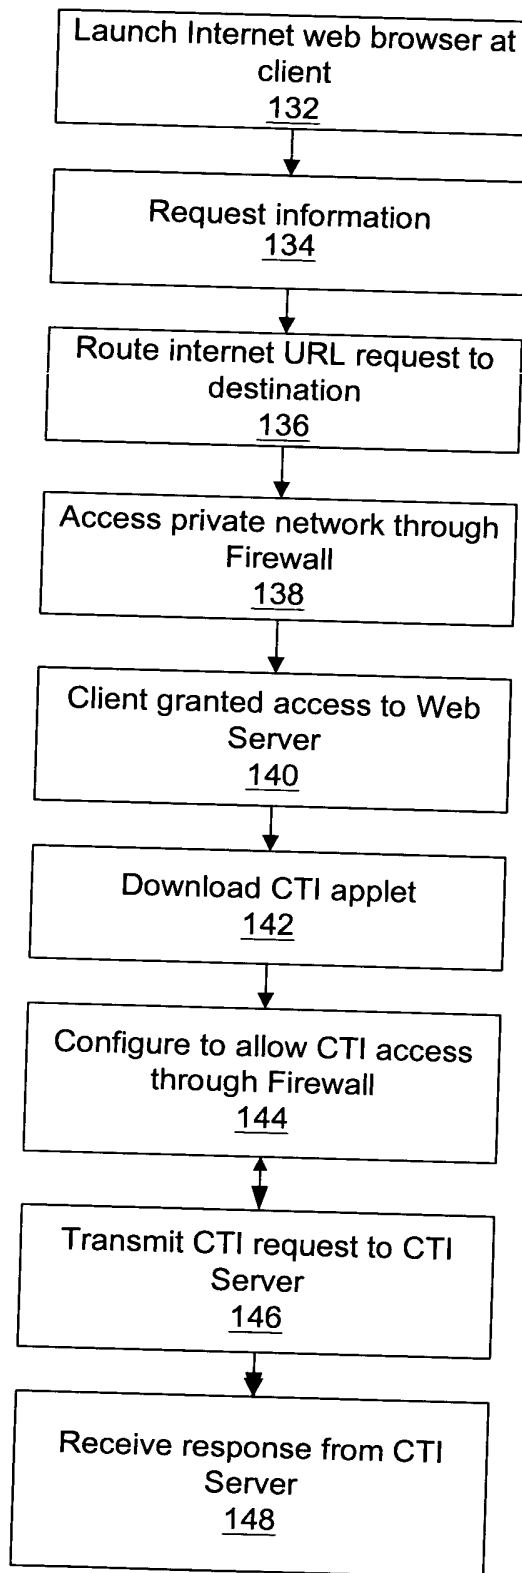 Launch Internet web browser at
client
132
Request information
134
Route internet URL request to
destination
136
Access private network through
Firewall
138
Client granted access to Web
Server
140
Download CTI applet
142
Configure to allow CTI access
through Firewall
144
Transmit CTI request to CTI
Server
146
Receive response from CTI
Server
148